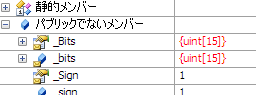 静的メンバー
パブリックでないメンバー
_Bits {uint[15]}
_bits {uint[15]}
_Sign 1
_sign 1